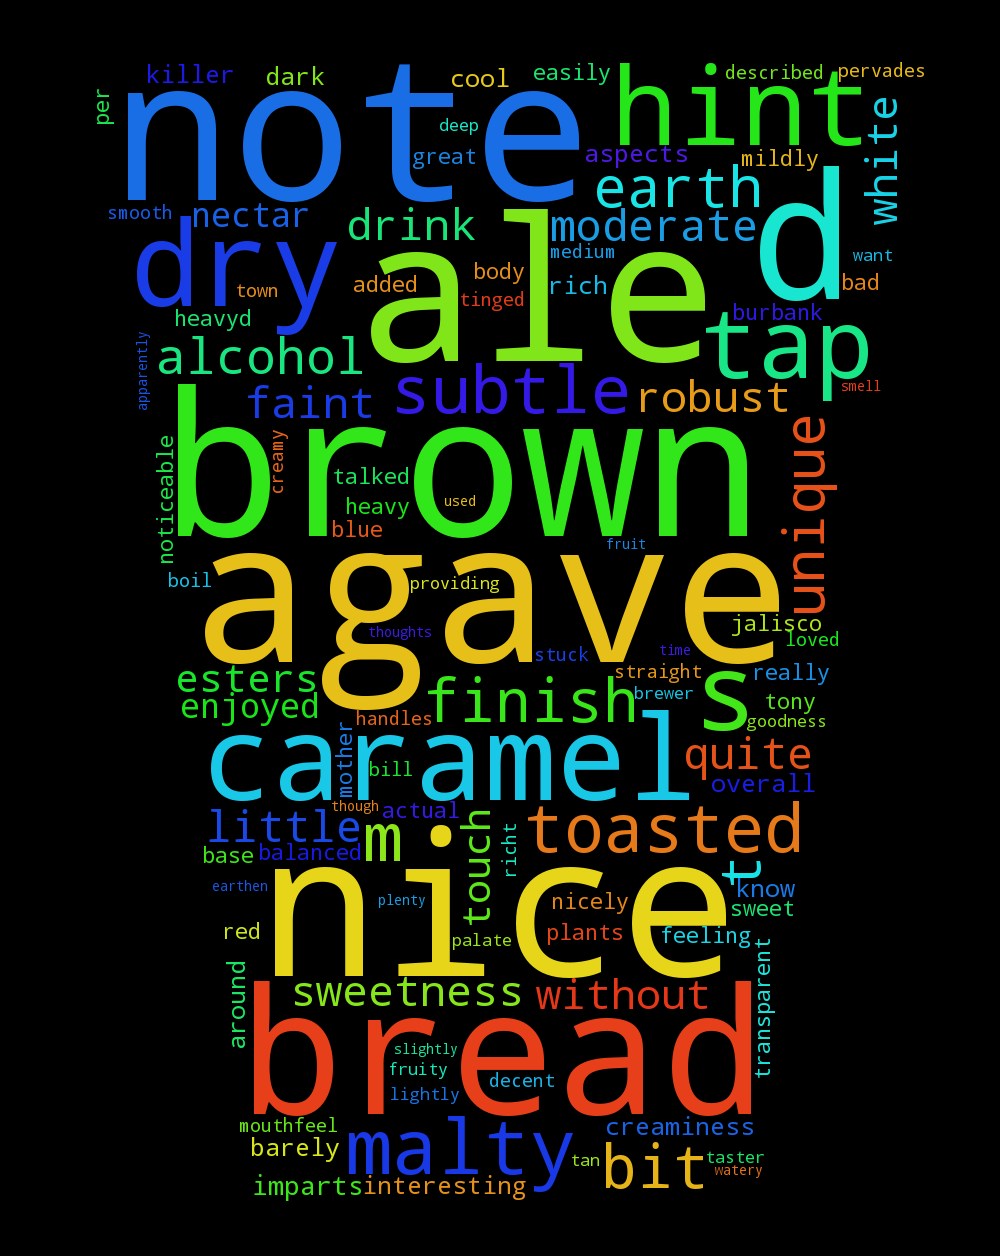 killer dark cool easily described pervades
per note deep great hint white
aspects mildly
smooth nectar drink earth moderate d
dry town added body tinged medium rich want bad
heavyd ale burbank
apparently alcohol tap
faint subtle robust smell
brown
noticeable creamy talked heavy used blue unique
boil agave providing fruit
thoughts stuck time jalisco loved
esters straight really
enjoyed finish brewer s tony goodness
handles
mother caramel bill quite overall
though actual
little m touch richt toasted
base balanced t
earthen nice plenty nicely know sweet
red palate plants feeling
around sweetness without transparent
bread
slightly
fruity decent
lightly
mouthfeel creaminess
barely malty tan bit taster
watery
imparts interesting